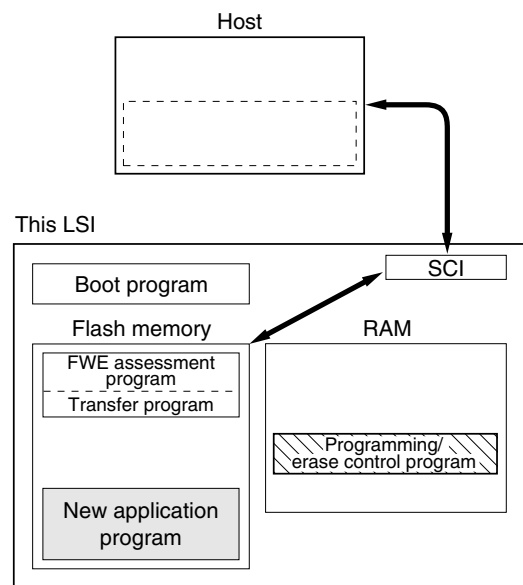 Host
This LSI
SCI
Boot program
Flash memory
RAM
FWE assessment
program
Transfer program
Programming/
erase control program
New application
program